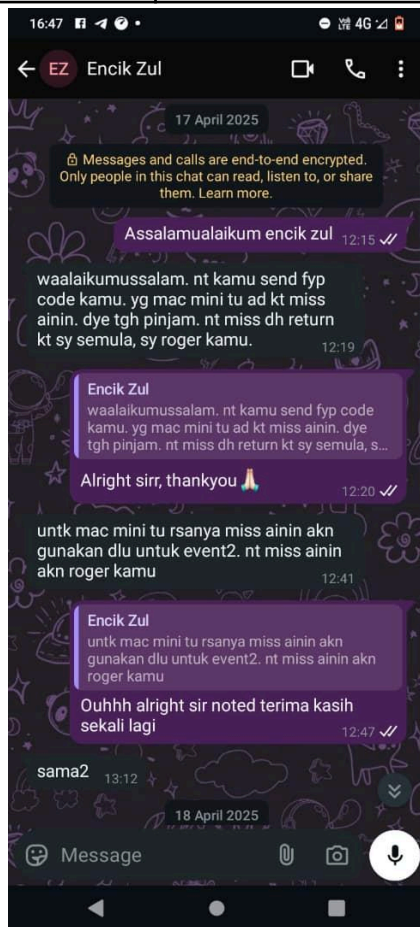 16:47
4G
EZ Encik Zul
17 April 2025
Messages and calls are end-to-end encrypted.
Only people in this chat can read, listen to, or share
them. Learn more.
Assalamualaikum encik zul 12:15
waalaikumussalam. nt kamu send fyp
code kamu. yg mac mini tu ad kt miss
ainin. dye tgh pinjam. nt miss dh return
kt sy semula, sy roger kamu.
12:19
Encik Zul
waalaikumussalam. nt kamu send fyp code
kamu. yg mac mini tu ad kt miss ainin. dye
tgh pinjam. nt miss dh return kt sy semula, s...
Alright sirr, thankyou🙏🏻
12:20
untk mac mini tu rsanya miss ainin akn
gunakan dlu untuk event2. nt miss ainin
akn roger kamu
12:41
Encik Zul
untk mac mini tu rsanya miss ainin akn
gunakan dlu untuk event2. nt miss ainin akn
roger kamu
Ouhhh alright sir noted terima kasih
sekali lagi
12:47
sama2 13:12
18 April 2025
Message